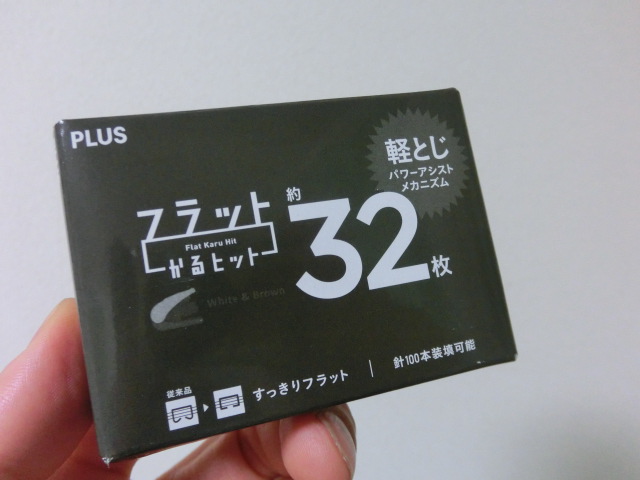 PLUS
軽とじ
パワーアシスト
メカニズム
フラット
Flat Karu Hit
かるヒット
約
32枚
White & Brown
従来品
すっきりフラット
針100本装填可能